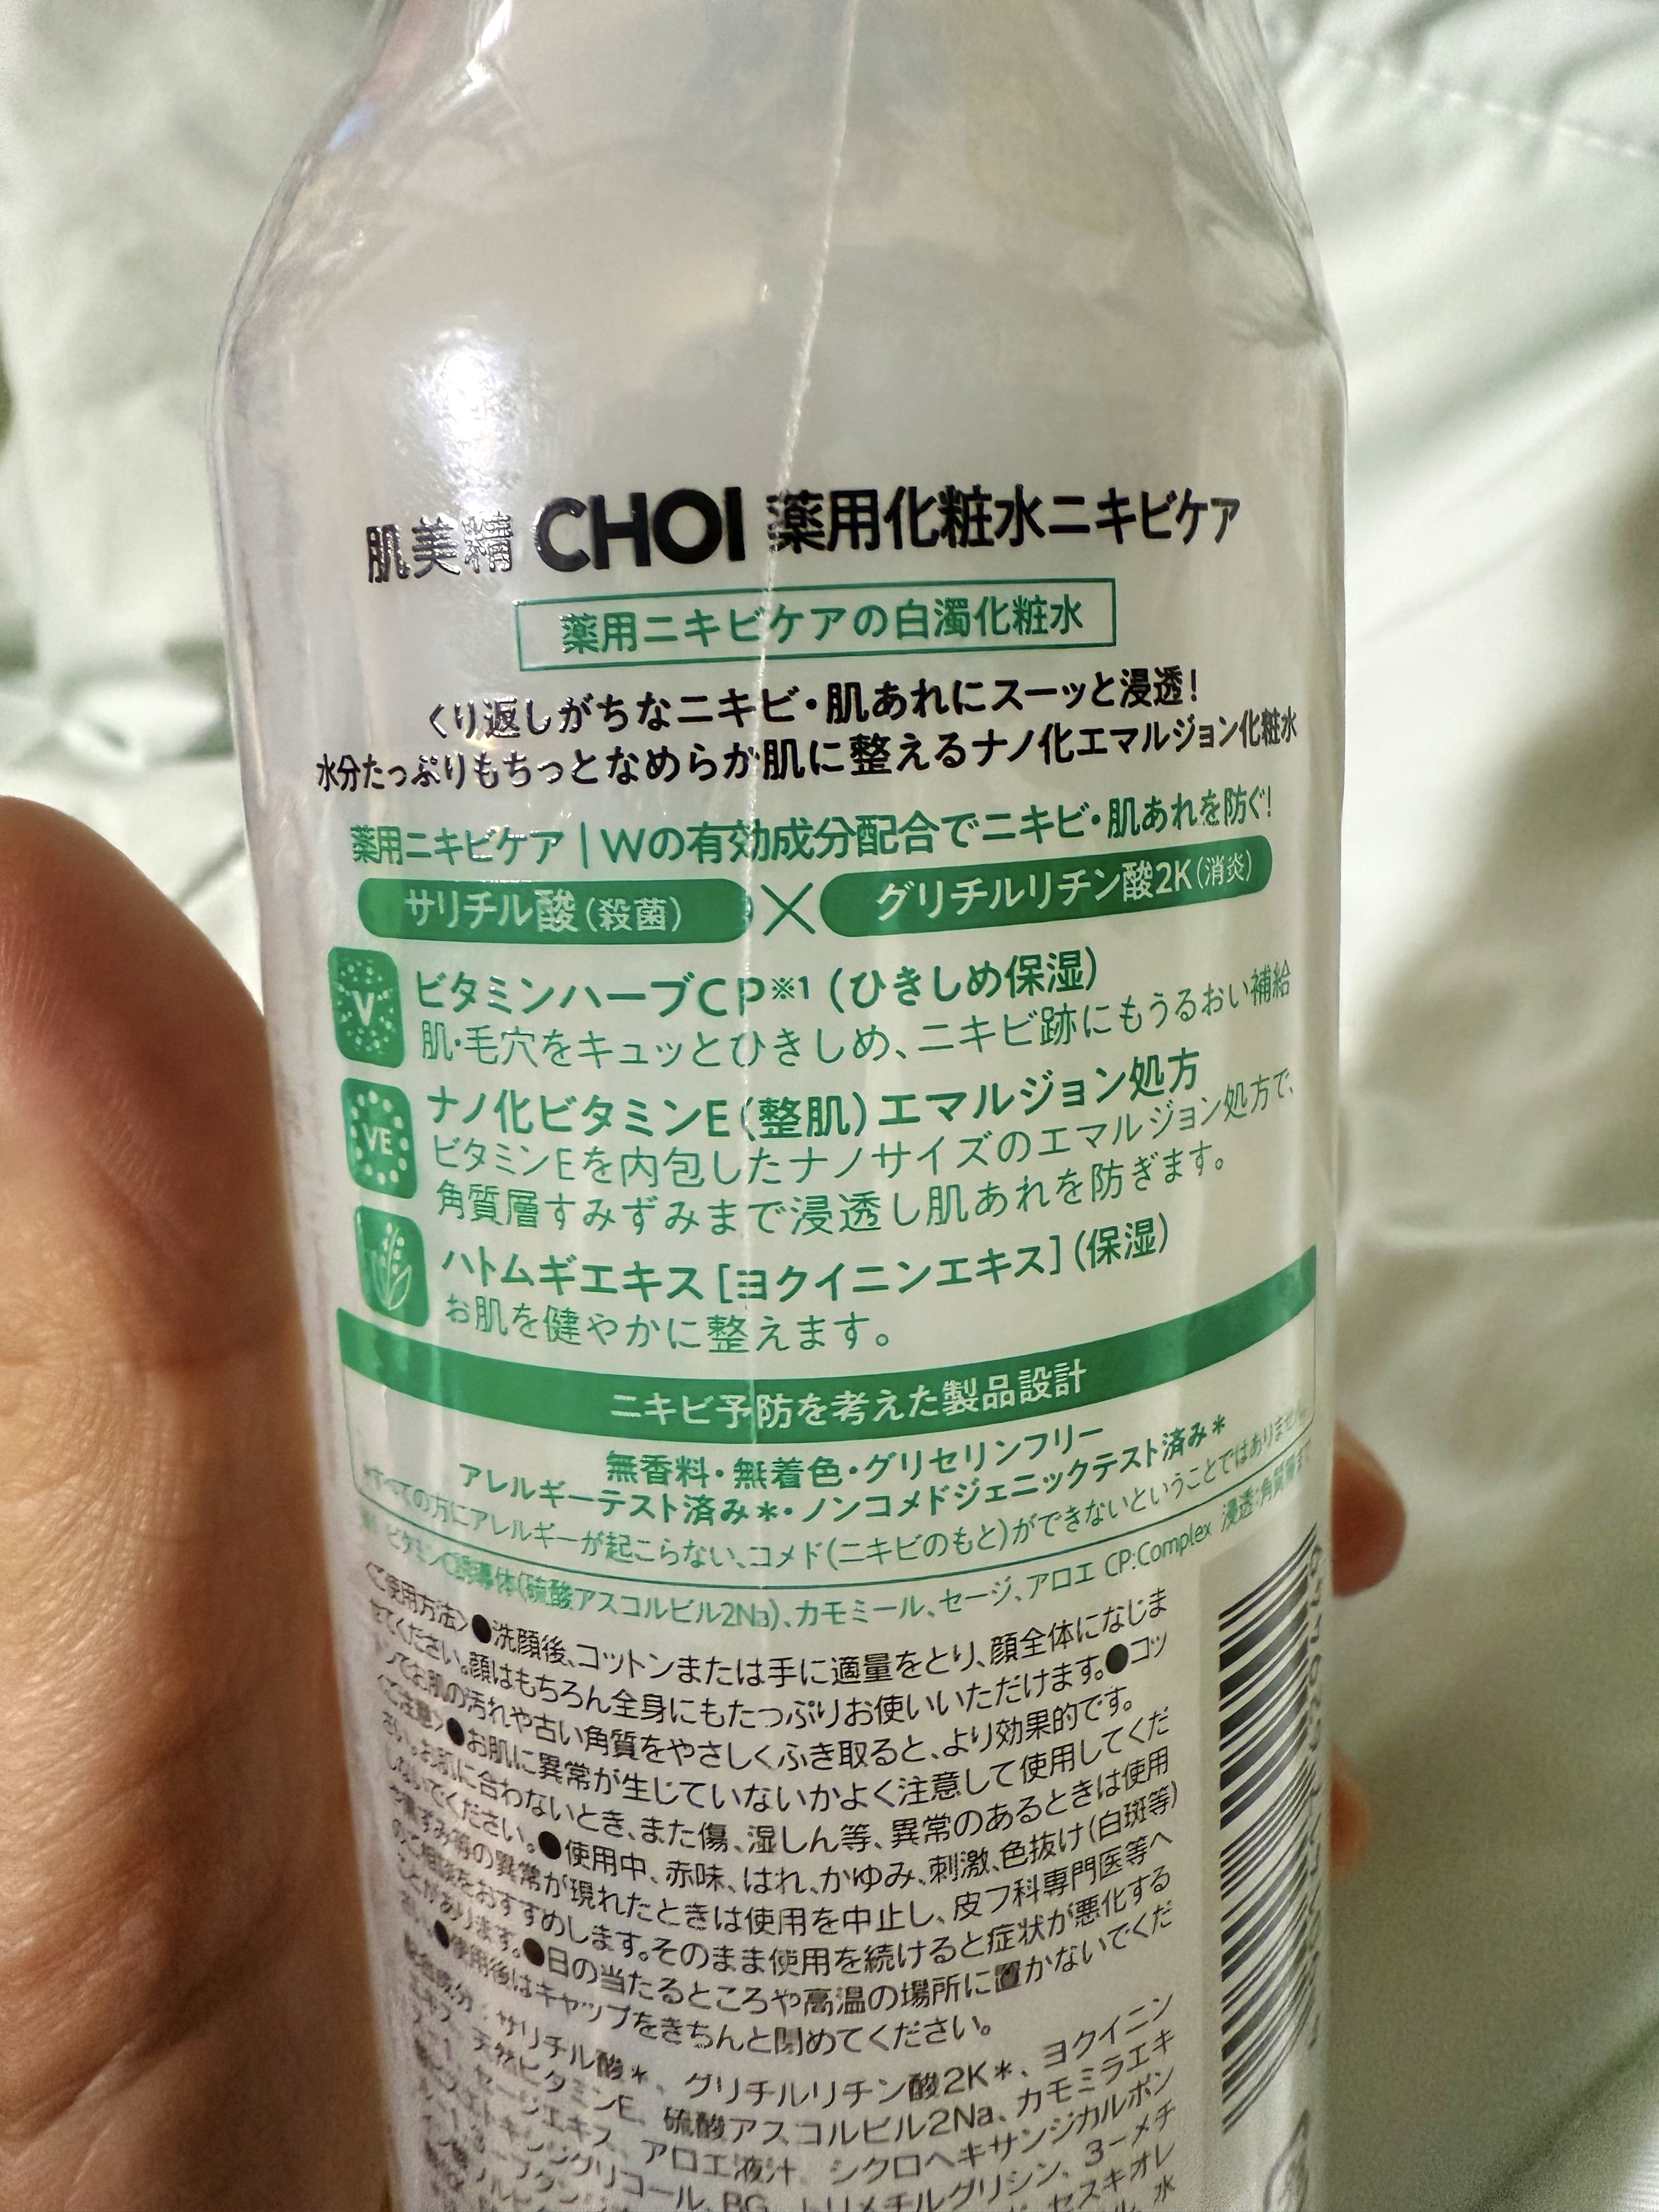 肌美精 CHOI 薬用化粧水ニキビケア
薬用ニキビケアの白濁化粧水
くり返しがちなニキビ・肌あれにスーッと浸透!
水分たっぷりもちっとなめらか肌に整えるナノ化エマルジョン化粧水
薬用ニキビケア|Wの有効成分配合でニキビ・肌あれを防ぐ!
サリチル酸(殺菌)×グリチルリチン酸2K(消炎)
V
ビタミンハーブCP※1(ひきしめ保湿)
肌・毛穴をキュッとひきしめ、ニキビ跡にもうるおい補給
VE
ナノ化ビタミンE(整肌)エマルジョン処方
ビタミンEを内包したナノサイズのエマルジョン処方で、
角質層すみずみまで浸透し肌あれを防ぎます。
ハトムギエキス[ヨクイニンエキス](保湿)
お肌を健やかに整えます。
ニキビ予防を考えた製品設計
無香料・無着色・グリセリンフリー
アレルギーテスト済み*・ノンコメドジェニックテスト済み*
*すべての方にアレルギーが起こらない、コメド(ニキビのもと)ができないということではありません
ビタミンC誘導体(硫酸アスコルビル2Na)、カモミール、セージ、アロエ CP:Complex 浸透:角質層まで
<ご使用方法>●洗顔後、コットンまたは手に適量をとり、顔全体になじま
せてください。顔はもちろん全身にもたっぷりお使いいただけます。●コッ
でお肌の汚れや古い角質をやさしくふき取ると、より効果的です。
<ご注意>●お肌に異常が生じていないかよく注意して使用してくだ
さい。お肌に合わないとき、また傷、湿しん等、異常のあるときは使用
しないでください。●使用中、赤味、はれ、かゆみ、刺激、色抜け(白斑等)
や黒ずみ等の異常が現れたときは使用を中止し、皮フ科専門医等へ
のご相談をおすすめします。そのまま使用を続けると症状が悪化する
ことがあります。●日の当たるところや高温の場所に置かないでくだ
さい。●使用後はキャップをきちんと閉めてください。
サリチル酸*、グリチルリチン酸2K*、ヨクイニン
天然ビタミンE、硫酸アスコルビル2Na、カモミラエキ
セージエキス、アロエ液汁、シクロヘキサンジカルボン
グリコール、BG、トリメチルグリシン、3-メチ
セスキオレ
水